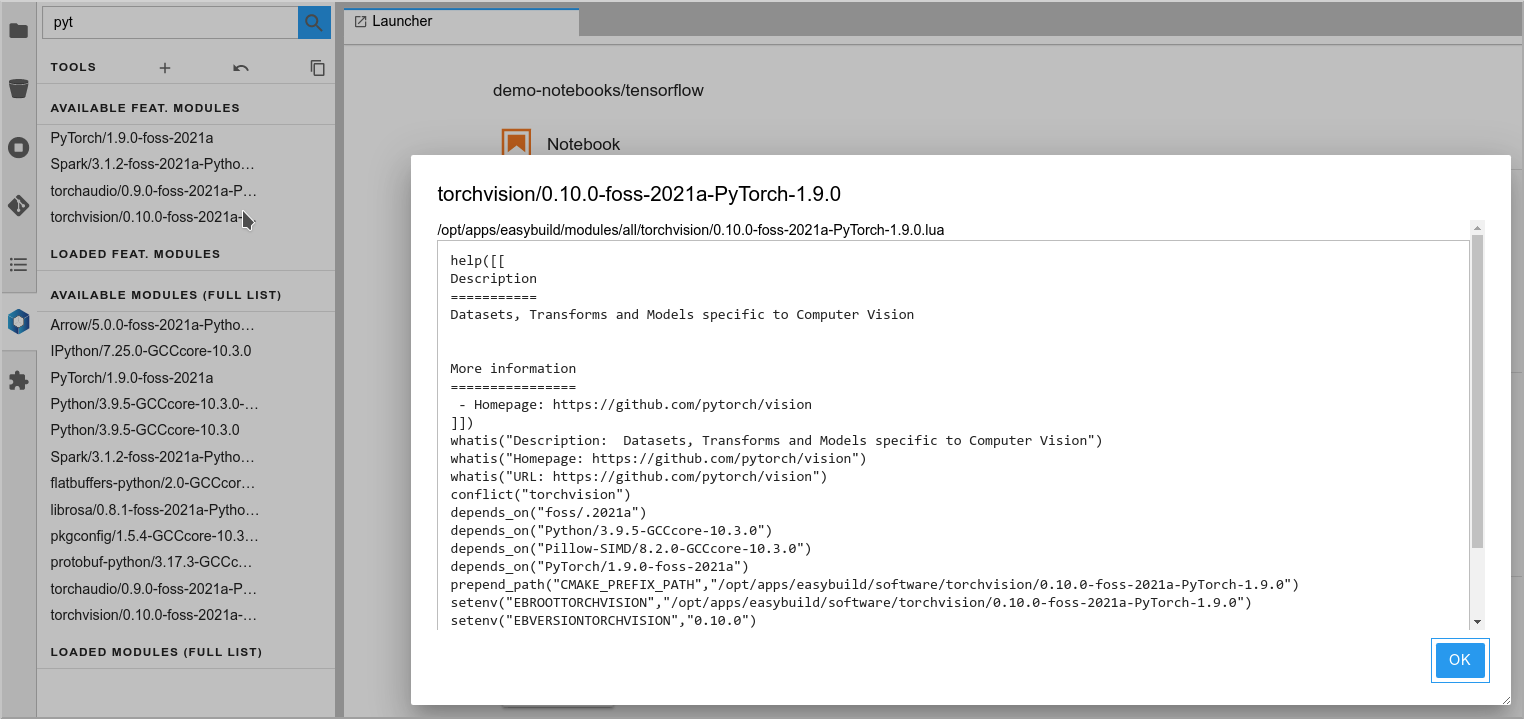 pyt
TOOLS
AVAILABLE FEAT. MODULES
PyTorch/1.9.0-foss-2021a
Spark/3.1.2-foss-2021a-Pytho…
torchaudio/0.9.0-foss-2021a-P…
torchvision/0.10.0-foss-2021a-…
LOADED FEAT. MODULES
AVAILABLE MODULES (FULL LIST)
Arrow/5.0.0-foss-2021a-Pytho…
IPython/7.25.0-GCCcore-10.3.0
PyTorch/1.9.0-foss-2021a
Python/3.9.5-GCCcore-10.3.0-…
Python/3.9.5-GCCcore-10.3.0
Spark/3.1.2-foss-2021a-Pytho…
flatbuffers-python/2.0-GCCcor…
librosa/0.8.1-foss-2021a-Pytho…
pkgconfig/1.5.4-GCCcore-10.3…
protobuf-python/3.17.3-GCCc…
torchaudio/0.9.0-foss-2021a-P…
torchvision/0.10.0-foss-2021a-…
LOADED MODULES (FULL LIST)
Launcher
demo-notebooks/tensorflow
Notebook
torchvision/0.10.0-foss-2021a-PyTorch-1.9.0
/opt/apps/easybuild/modules/all/torchvision/0.10.0-foss-2021a-PyTorch-1.9.0.lua
help([[
Description
===========
Datasets, Transforms and Models specific to Computer Vision
More information
================
 - Homepage: https://github.com/pytorch/vision
]])
whatis("Description:  Datasets, Transforms and Models specific to Computer Vision")
whatis("Homepage: https://github.com/pytorch/vision")
whatis("URL: https://github.com/pytorch/vision")
conflict("torchvision")
depends_on("foss/.2021a")
depends_on("Python/3.9.5-GCCcore-10.3.0")
depends_on("Pillow-SIMD/8.2.0-GCCcore-10.3.0")
depends_on("PyTorch/1.9.0-foss-2021a")
prepend_path("CMAKE_PREFIX_PATH","/opt/apps/easybuild/software/torchvision/0.10.0-foss-2021a-PyTorch-1.9.0")
setenv("EBROOTTORCHVISION","/opt/apps/easybuild/software/torchvision/0.10.0-foss-2021a-PyTorch-1.9.0")
setenv("EBVERSIONTORCHVISION","0.10.0")
OK